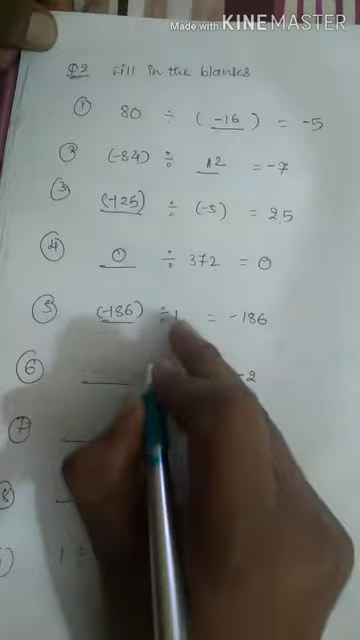 Made with KINEMASTER
Q2 Fill in the blanks
① 80 ÷ (-16) = -5
② (-84) ÷ 12 = -7
③ (-125) ÷ (-5) = 25
④ 0 ÷ 372 = 0
⑤ (-186) ÷ 1 = -186
⑥ -2
⑦
8